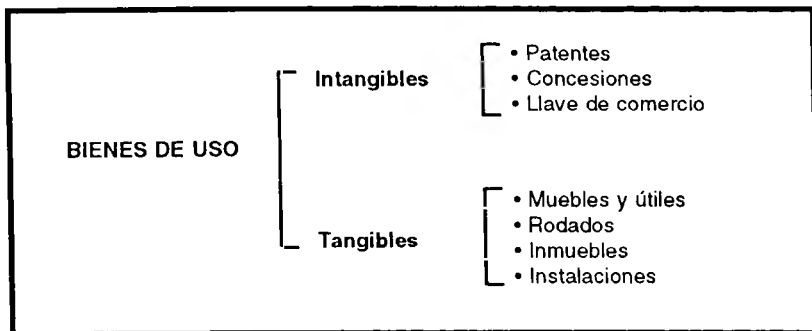 BIENES DE USO
Intangibles
• Patentes
• Concesiones
• Llave de comercio
Tangibles
• Muebles y útiles
• Rodados
• Inmuebles
• Instalaciones